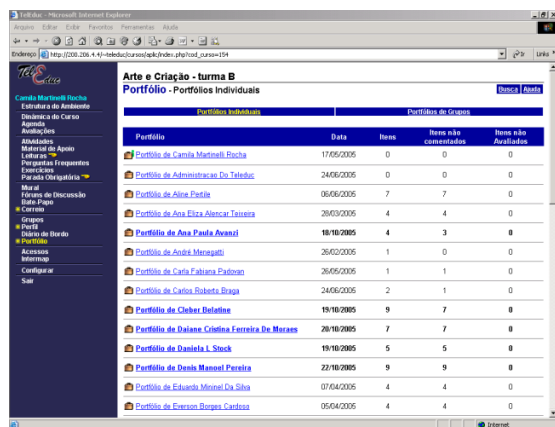 TelEduc - Microsoft Internet Explorer
Arquivo Editar Exibir Favoritos Ferramentas Ajuda
Endereço http://200.206.4.4/~teleduc/cursos/aplic/index.php?cod_curso=154 Ir Links
TelEduc
Camila Martinelli Rocha
Estrutura do Ambiente
Dinâmica do Curso
Agenda
Avaliações
Atividades
Material de Apoio
Leituras
Perguntas Frequentes
Exercícios
Parada Obrigatória
Mural
Fóruns de Discussão
Bate-Papo
Correio
Grupos
Perfil
Diário de Bordo
Portfólio
Acessos
Intermap
Configurar
Sair
Arte e Criação - turma B
Portfólio - Portfólios Individuais
Busca Ajuda
Portfólios Individuais Portfólios de Grupos
Portfólio Data Itens Itens não comentados Itens não Avaliados
Portfólio de Camila Martinelli Rocha 17/05/2005 0 0 0
Portfólio de Administracao Do Teleduc 24/06/2005 0 0 0
Portfólio de Aline Pertile 06/06/2005 7 7 0
Portfólio de Ana Eliza Alencar Teixeira 28/03/2005 4 4 0
Portfólio de Ana Paula Avanzi 18/10/2005 4 3 0
Portfólio de André Menegatti 26/02/2005 1 0 0
Portfólio de Carla Fabiana Padovan 26/05/2005 1 1 0
Portfólio de Carlos Roberto Braga 24/06/2005 2 1 0
Portfólio de Cleber Belatine 19/10/2005 9 7 0
Portfólio de Daiane Cristina Ferreira De Moraes 20/10/2005 7 7 0
Portfólio de Daniela L Stock 19/10/2005 5 5 0
Portfólio de Denis Manoel Pereira 22/10/2005 9 9 0
Portfólio de Eduardo Mininel Da Silva 07/04/2005 4 4 0
Portfólio de Everson Borges Cardoso 05/04/2005 4 4 0
Internet